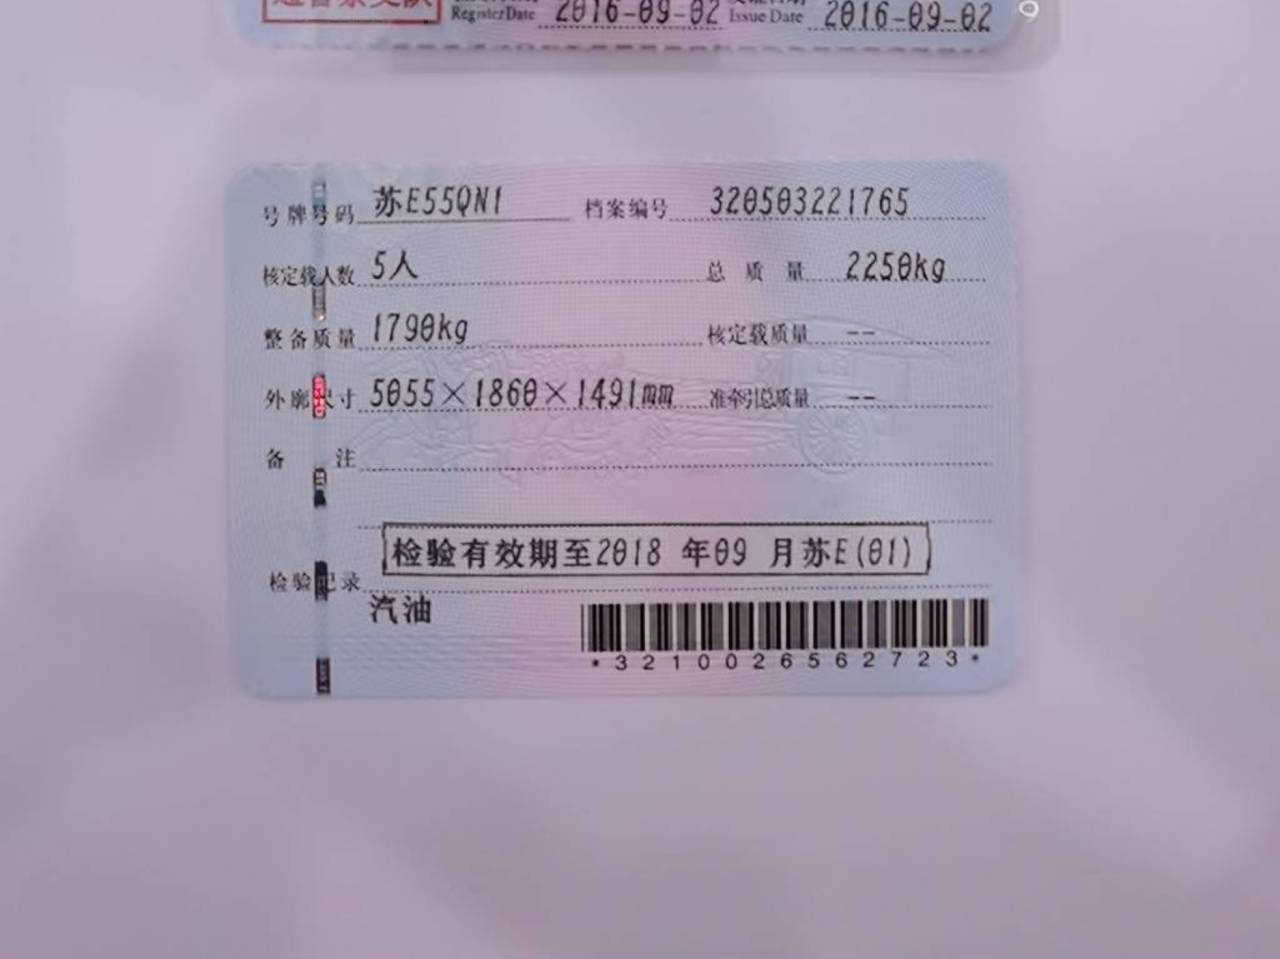 Register Date 2016-09-02 Issue Date 2016-09-02
号牌号码 苏E55QN1 档案编号 320503221765
核定载人数 5人 总质量 2250kg
整备质量 1790kg 核定载质量 --
外廓尺寸 5055×1860×1491mm 准牵引总质量 --
备注
检验有效期至2018 年09 月苏E(01)
检验记录
汽油
*3210026562723*